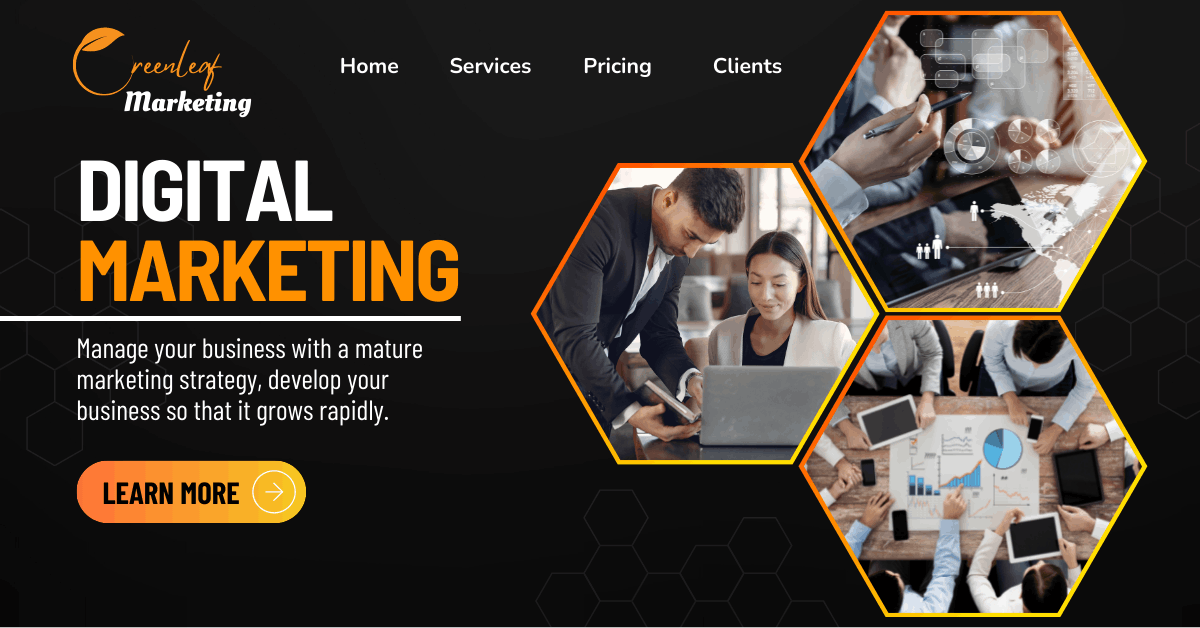 Greenleaf
Marketing
Home Services Pricing Clients
DIGITAL
MARKETING
Manage your business with a mature
marketing strategy, develop your
business so that it grows rapidly.
LEARN MORE